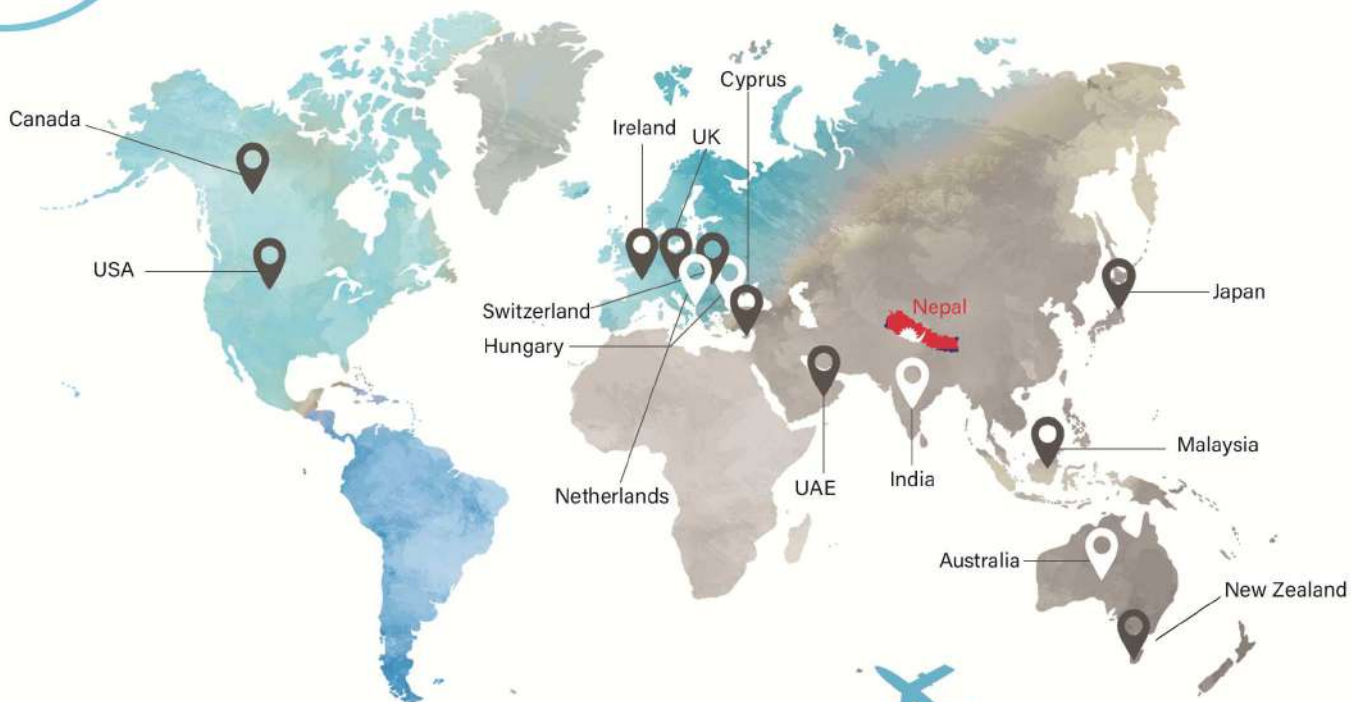 Cyprus
Canada
Ireland
UK
USA
Switzerland
Hungary
Nepal
Japan
Netherlands
UAE
India
Malaysia
Australia
New Zealand